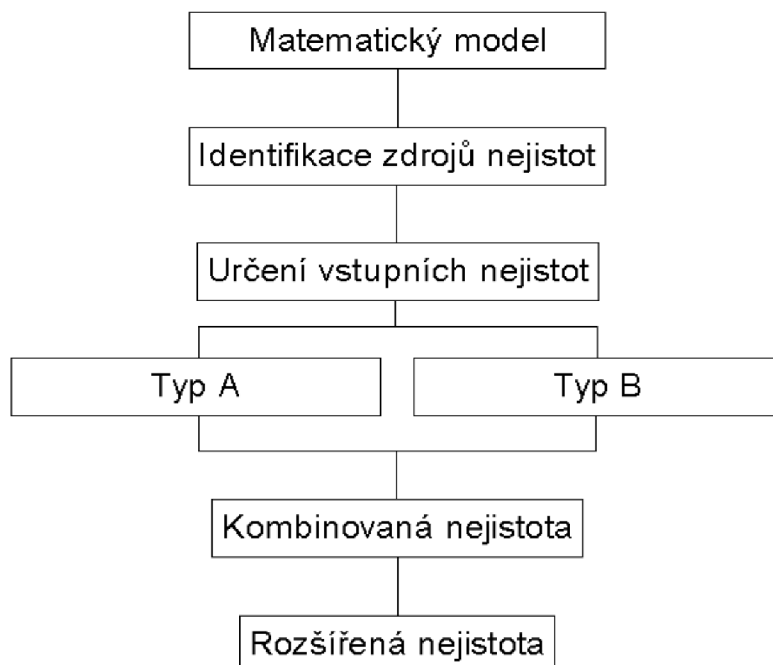 Matematický model
Identifikace zdrojů nejistot
Určení vstupních nejistot
Typ A
Typ B
Kombinovaná nejistota
Rozšířená nejistota